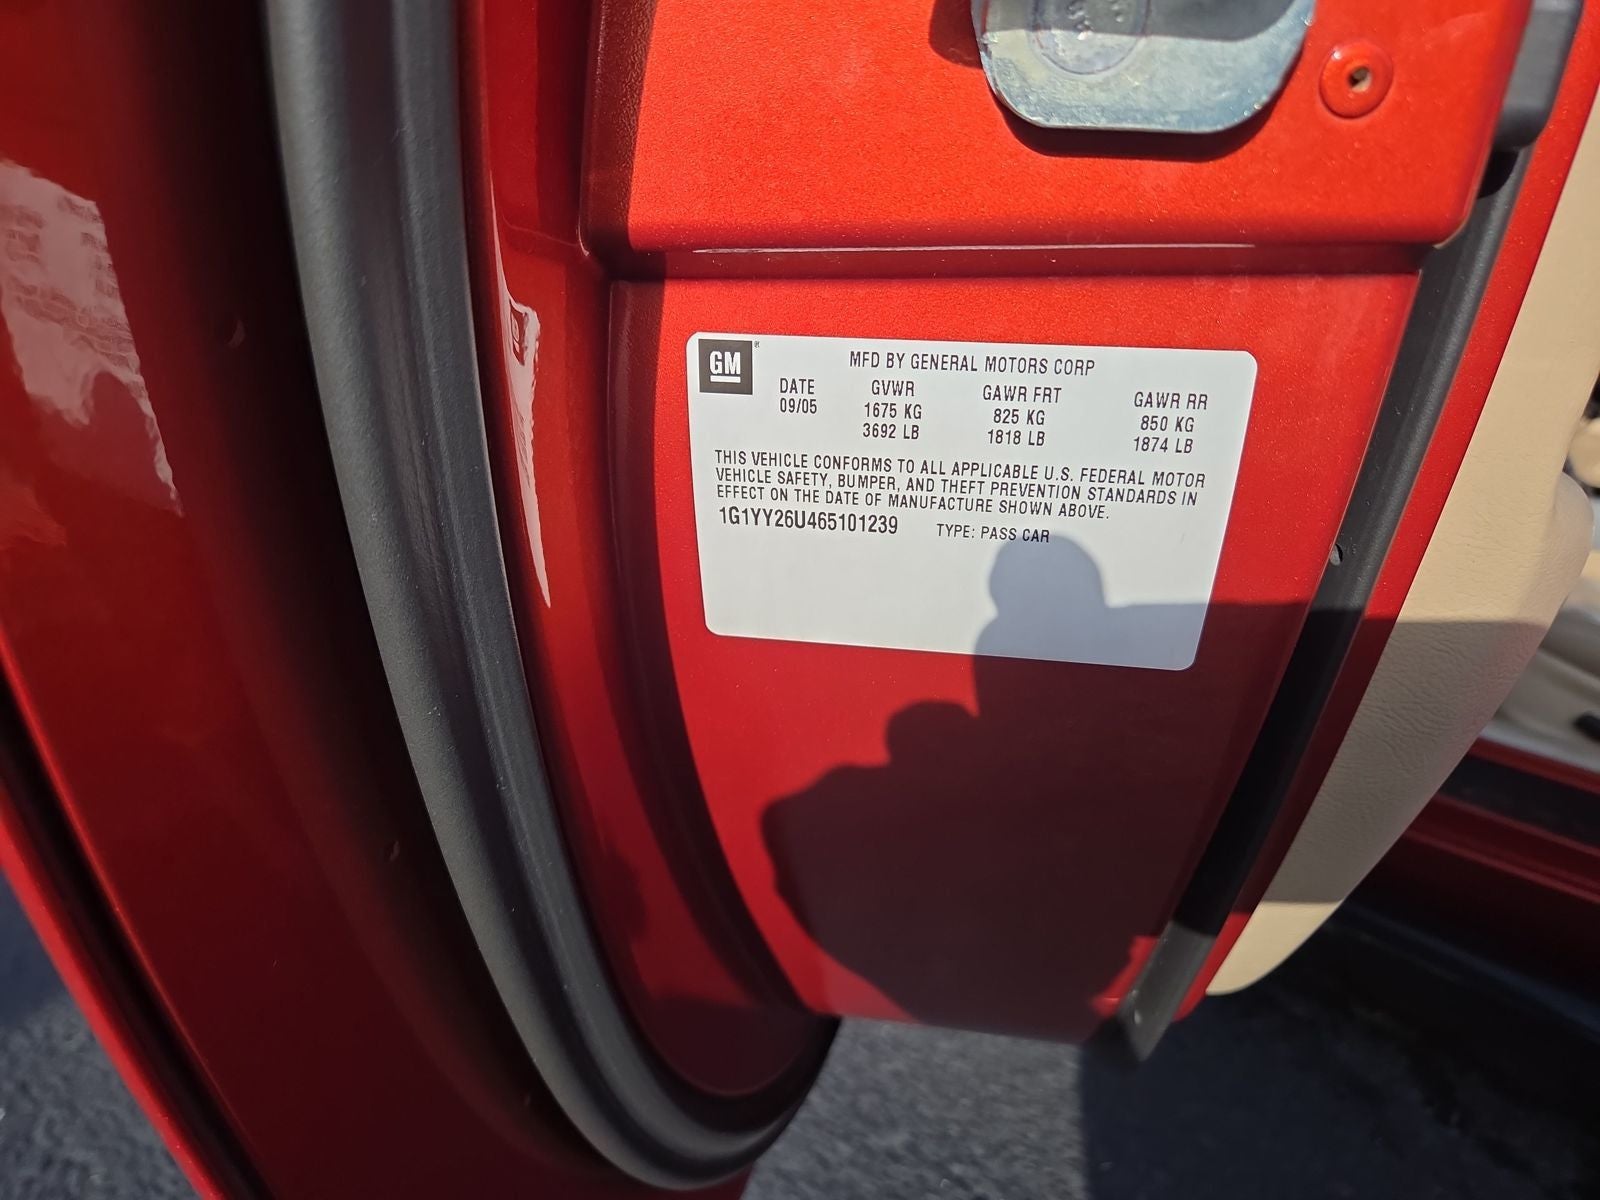 GM
MFD BY GENERAL MOTORS CORP
DATE GVWR GAWR FRT GAWR RR
09/05 1675 KG 825 KG 850 KG
3692 LB 1818 LB 1874 LB
THIS VEHICLE CONFORMS TO ALL APPLICABLE U.S. FEDERAL MOTOR
VEHICLE SAFETY, BUMPER, AND THEFT PREVENTION STANDARDS IN
EFFECT ON THE DATE OF MANUFACTURE SHOWN ABOVE.
1G1YY26U465101239 TYPE: PASS CAR